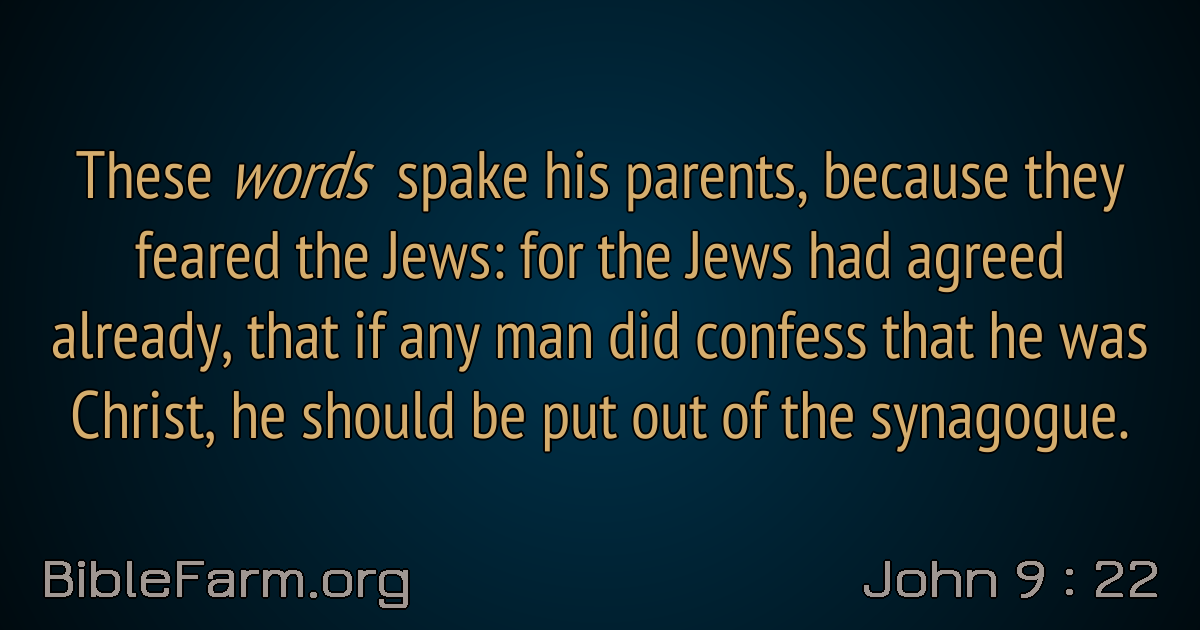 These words spake his parents, because they
feared the Jews: for the Jews had agreed
already, that if any man did confess that he was
Christ, he should be put out of the synagogue.
BibleFarm.org
John 9 : 22